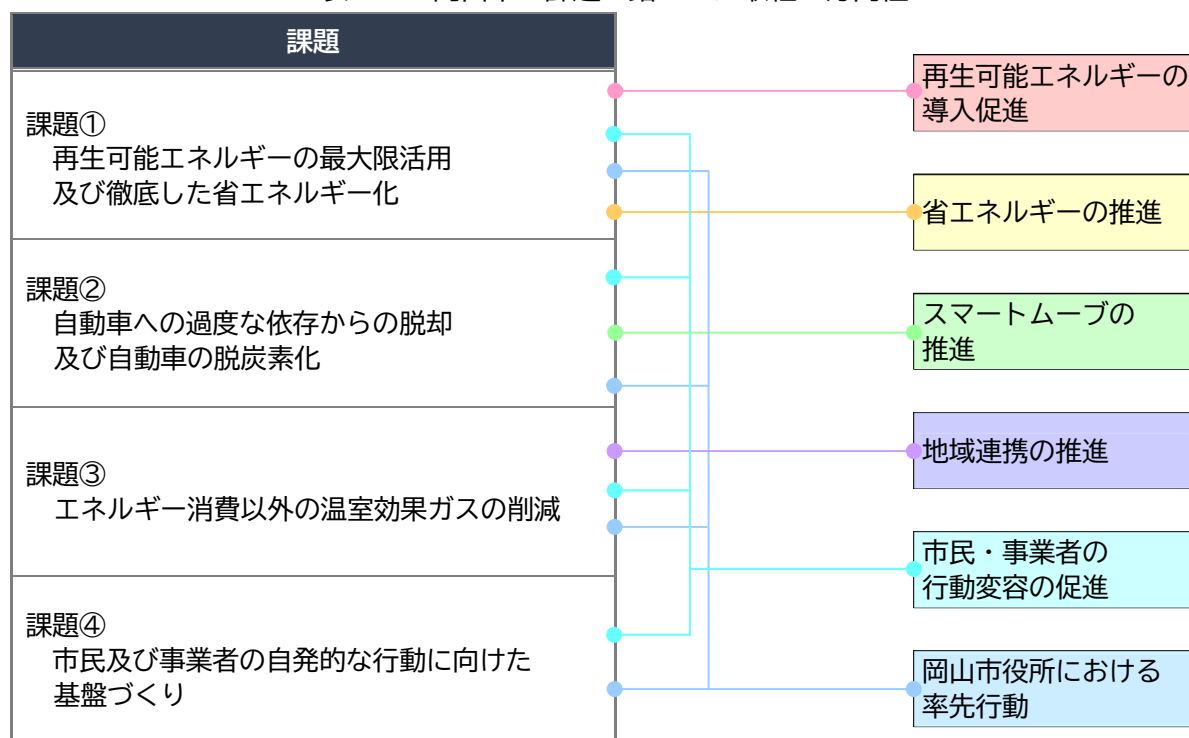 課題
課題①
再生可能エネルギーの最大限活用
及び徹底した省エネルギー化
課題②
自動車への過度な依存からの脱却
及び自動車の脱炭素化
課題③
エネルギー消費以外の温室効果ガスの削減
課題④
市民及び事業者の自発的な行動に向けた
基盤づくり
再生可能エネルギーの
導入促進
省エネルギーの推進
スマートムーブの
推進
地域連携の推進
市民・事業者の
行動変容の促進
岡山市役所における
率先行動